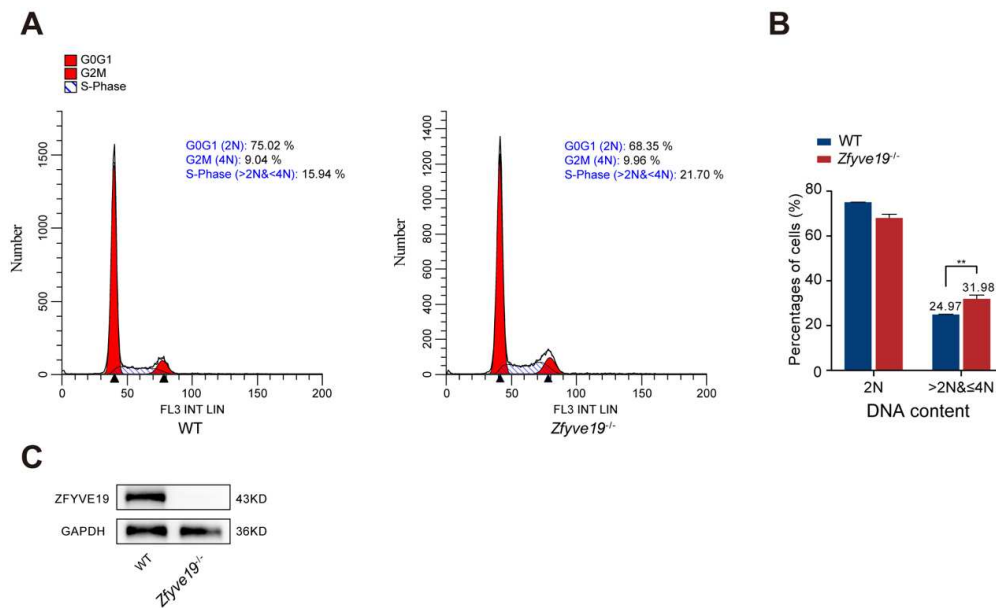 A
G0G1
G2M
S-Phase
G0G1 (2N): 75.02 %
G2M (4N): 9.04 %
S-Phase (>2N&<4N): 15.94 %
Number
0
500
1000
1500
0
50
100
150
200
FL3 INT LIN
WT
G0G1 (2N): 68.35 %
G2M (4N): 9.96 %
S-Phase (>2N&<4N): 21.70 %
Number
0
200
400
600
800
1000
1200
1400
0
50
100
150
200
FL3 INT LIN
Zfyve19-/-
B
WT
Zfyve19-/-
Percentages of cells (%)
80
60
40
20
0
**
24.97
31.98
2N
>2N&≤4N
DNA content
C
ZFYVE19
43KD
GAPDH
36KD
WT
Zfyve19-/-